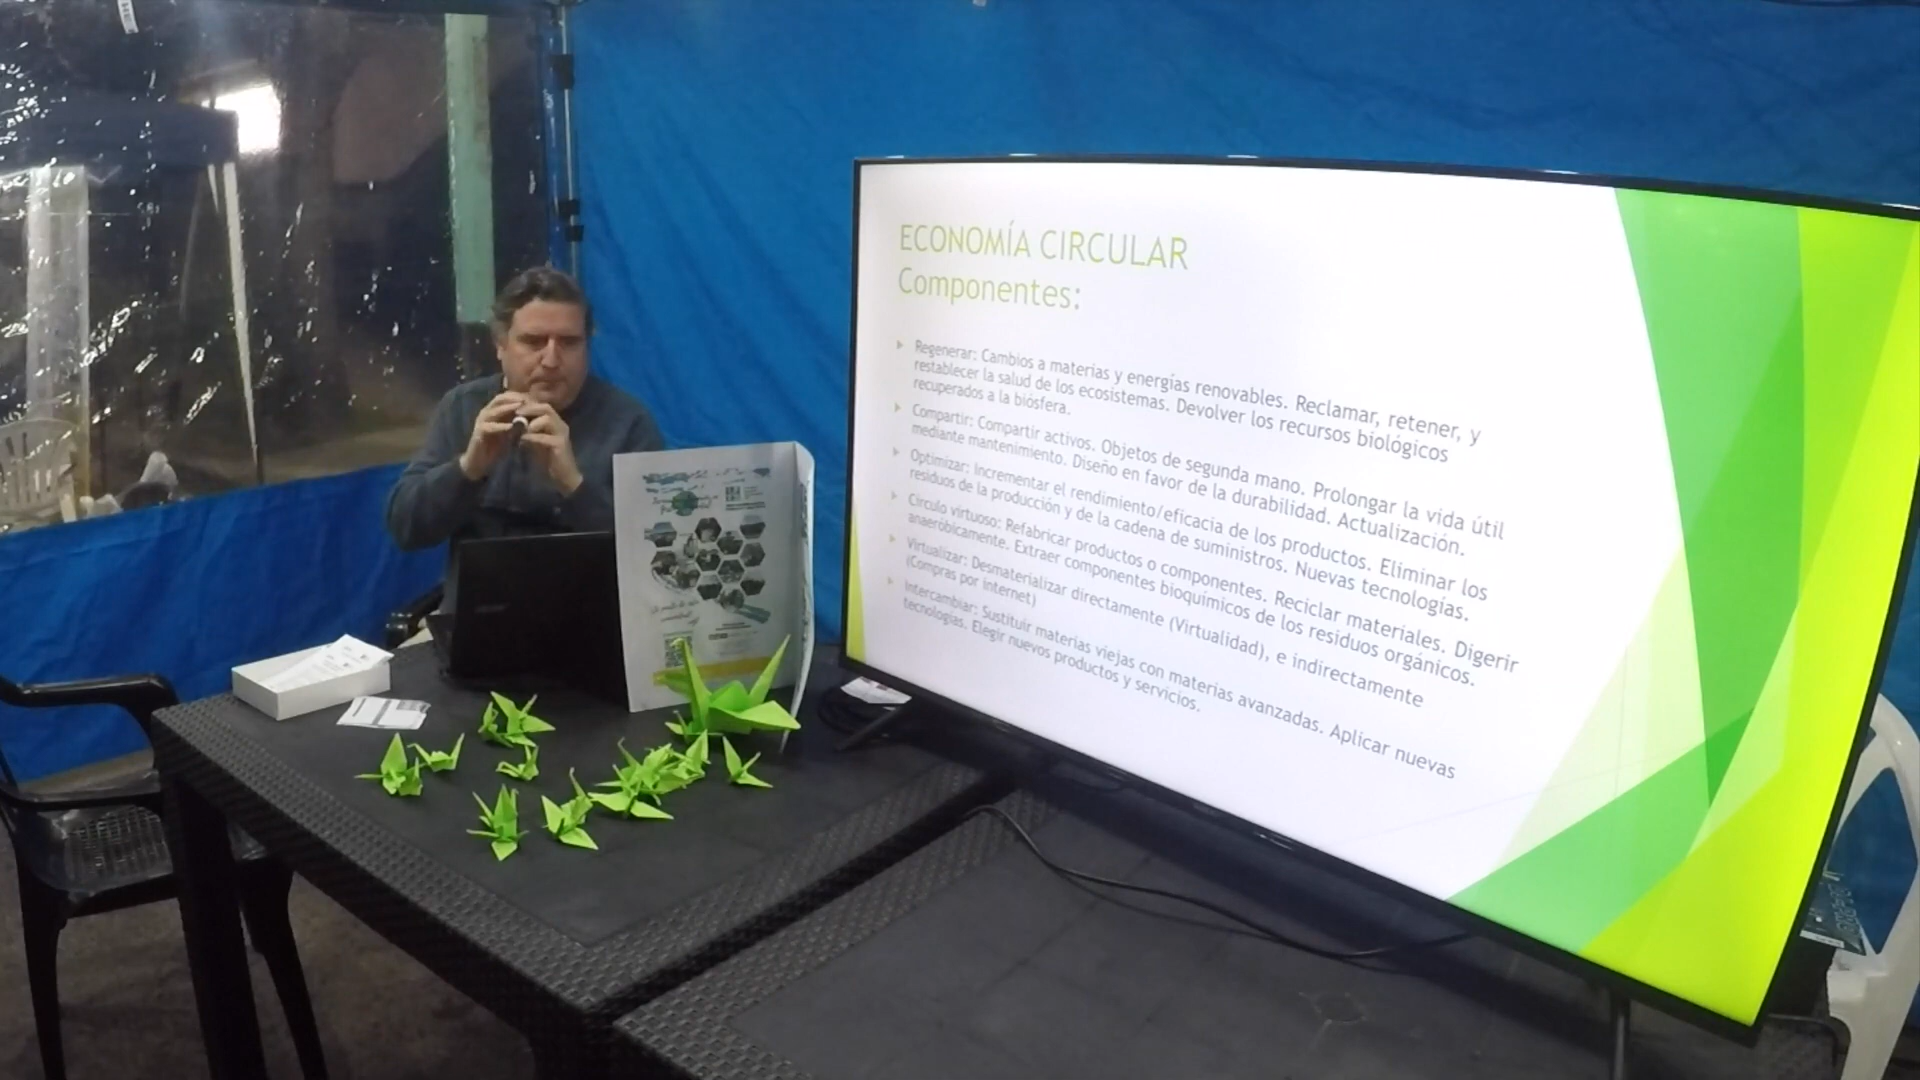 ECONOMÍA CIRCULAR
Componentes:
Regenerar: Cambios a materias y energías renovables. Reclamar, retener, y
restablecer la salud de los ecosistemas. Devolver los recursos biológicos
recuperados a la biósfera.
Compartir: Compartir activos. Objetos de segunda mano. Prolongar la vida útil
mediante mantenimiento. Diseño en favor de la durabilidad. Actualización.
Optimizar: Incrementar el rendimiento/eficacia de los productos. Eliminar los
residuos de la producción y de la cadena de suministros. Nuevas tecnologías.
Círculo virtuoso: Refabricar productos o componentes. Reciclar materiales. Digerir
anaeróbicamente. Extraer componentes bioquímicos de los residuos orgánicos.
Virtualizar: Desmaterializar directamente (Virtualidad), e indirectamente
(Compras por internet)
Intercambiar: Sustituir materias viejas con materias avanzadas. Aplicar nuevas
tecnologías. Elegir nuevos productos y servicios.